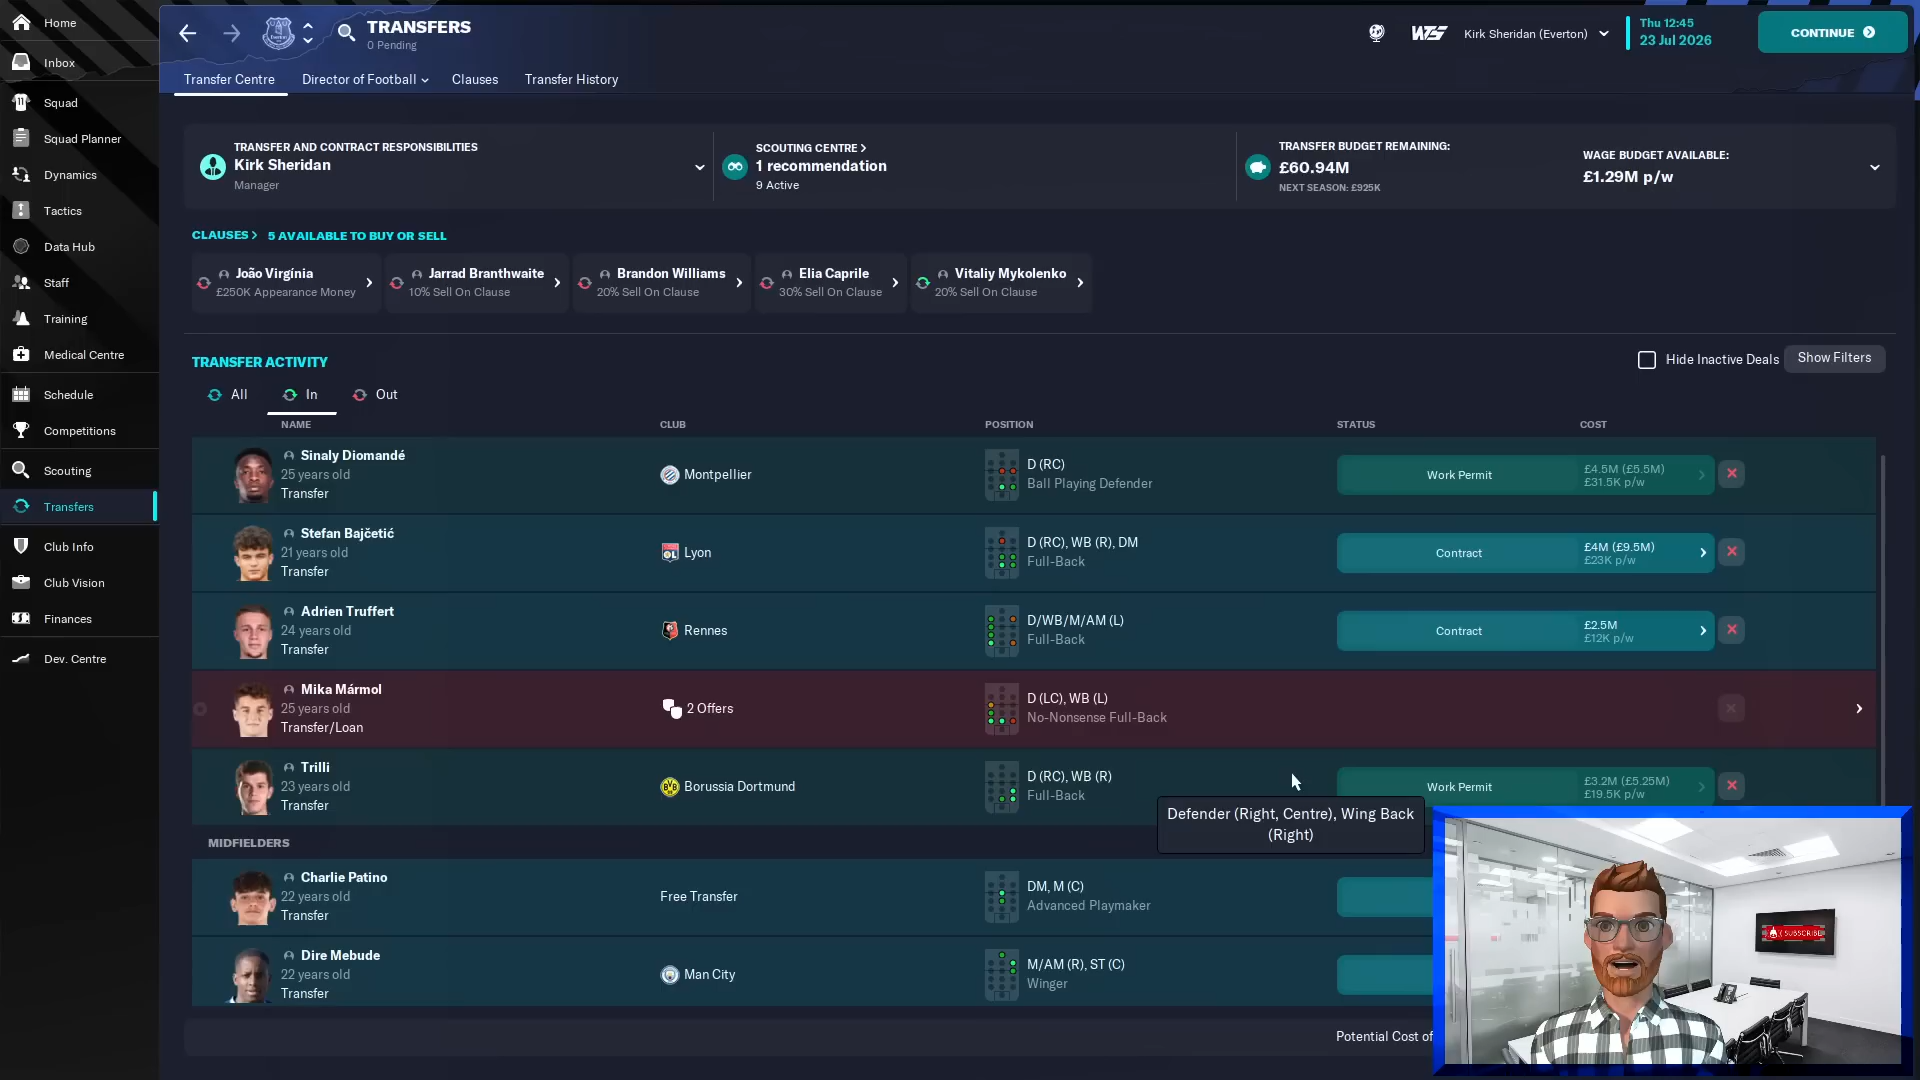 Home
Inbox
Squad
Squad Planner
Dynamics
Tactics
Data Hub
Staff
Training
Medical Centre
Schedule
Competitions
Scouting
Transfers
Club Info
Club Vision
Finances
Dev. Centre
TRANSFERS
0 Pending
Kirk Sheridan (Everton)
Thu 12:45
23 Jul 2026
CONTINUE
Transfer Centre
Director of Football
Clauses
Transfer History
TRANSFER AND CONTRACT RESPONSIBILITIES
Kirk Sheridan
Manager
SCOUTING CENTRE >
1 recommendation
9 Active
TRANSFER BUDGET REMAINING:
£60.94M
NEXT SEASON: £925K
WAGE BUDGET AVAILABLE:
£1.29M p/w
CLAUSES > 5 AVAILABLE TO BUY OR SELL
João Virgínia
£250K Appearance Money
Jarrad Branthwaite
10% Sell On Clause
Brandon Williams
20% Sell On Clause
Elia Caprile
30% Sell On Clause
Vitaliy Mykolenko
20% Sell On Clause
TRANSFER ACTIVITY
Hide Inactive Deals
Show Filters
All
In
Out
NAME CLUB POSITION STATUS COST
Sinaly Diomandé
25 years old
Transfer
Montpellier
D (RC)
Ball Playing Defender
Work Permit
£4.5M (£5.5M)
£31.5K p/w
Stefan Bajčetić
21 years old
Transfer
Lyon
D (RC), WB (R), DM
Full-Back
Contract
£4M (£9.5M)
£23K p/w
Adrien Truffert
24 years old
Transfer
Rennes
D/WB/M/AM (L)
Full-Back
Contract
£2.5M
£12K p/w
Mika Mármol
25 years old
Transfer/Loan
2 Offers
D (LC), WB (L)
No-Nonsense Full-Back
Trilli
23 years old
Transfer
Borussia Dortmund
D (RC), WB (R)
Full-Back
Work Permit
£3.2M (£5.25M)
£19.5K p/w
Defender (Right, Centre), Wing Back
(Right)
MIDFIELDERS
Charlie Patino
22 years old
Transfer
Free Transfer
DM, M (C)
Advanced Playmaker
Dire Mebude
22 years old
Transfer
Man City
M/AM (R), ST (C)
Winger
Potential Cost of
SUBSCRIBE